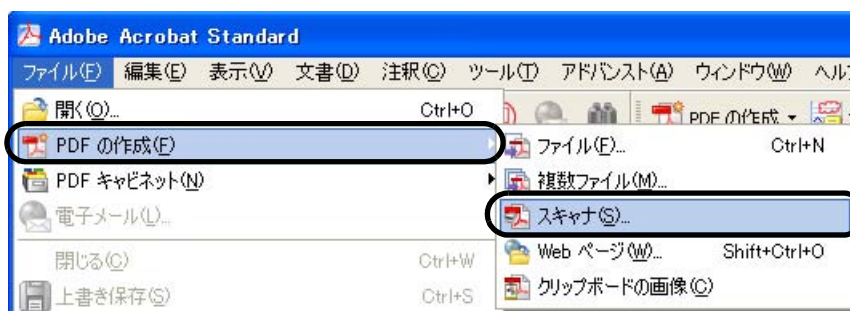 Adobe Acrobat Standard
ファイル(F) 編集(E) 表示(V) 文書(D) 注釈(C) ツール(T) アドバンスト(A) ウィンドウ(W) ヘル
開く(O)... Ctrl+O
PDF の作成
PDF の作成(F)
ファイル(F)... Ctrl+N
PDF キャビネット(N)
複数ファイル(M)...
電子メール(L)...
スキャナ(S)...
閉じる(C) Ctrl+W
Web ページ(W)... Shift+Ctrl+O
上書き保存(S) Ctrl+S
クリップボードの画像(C)